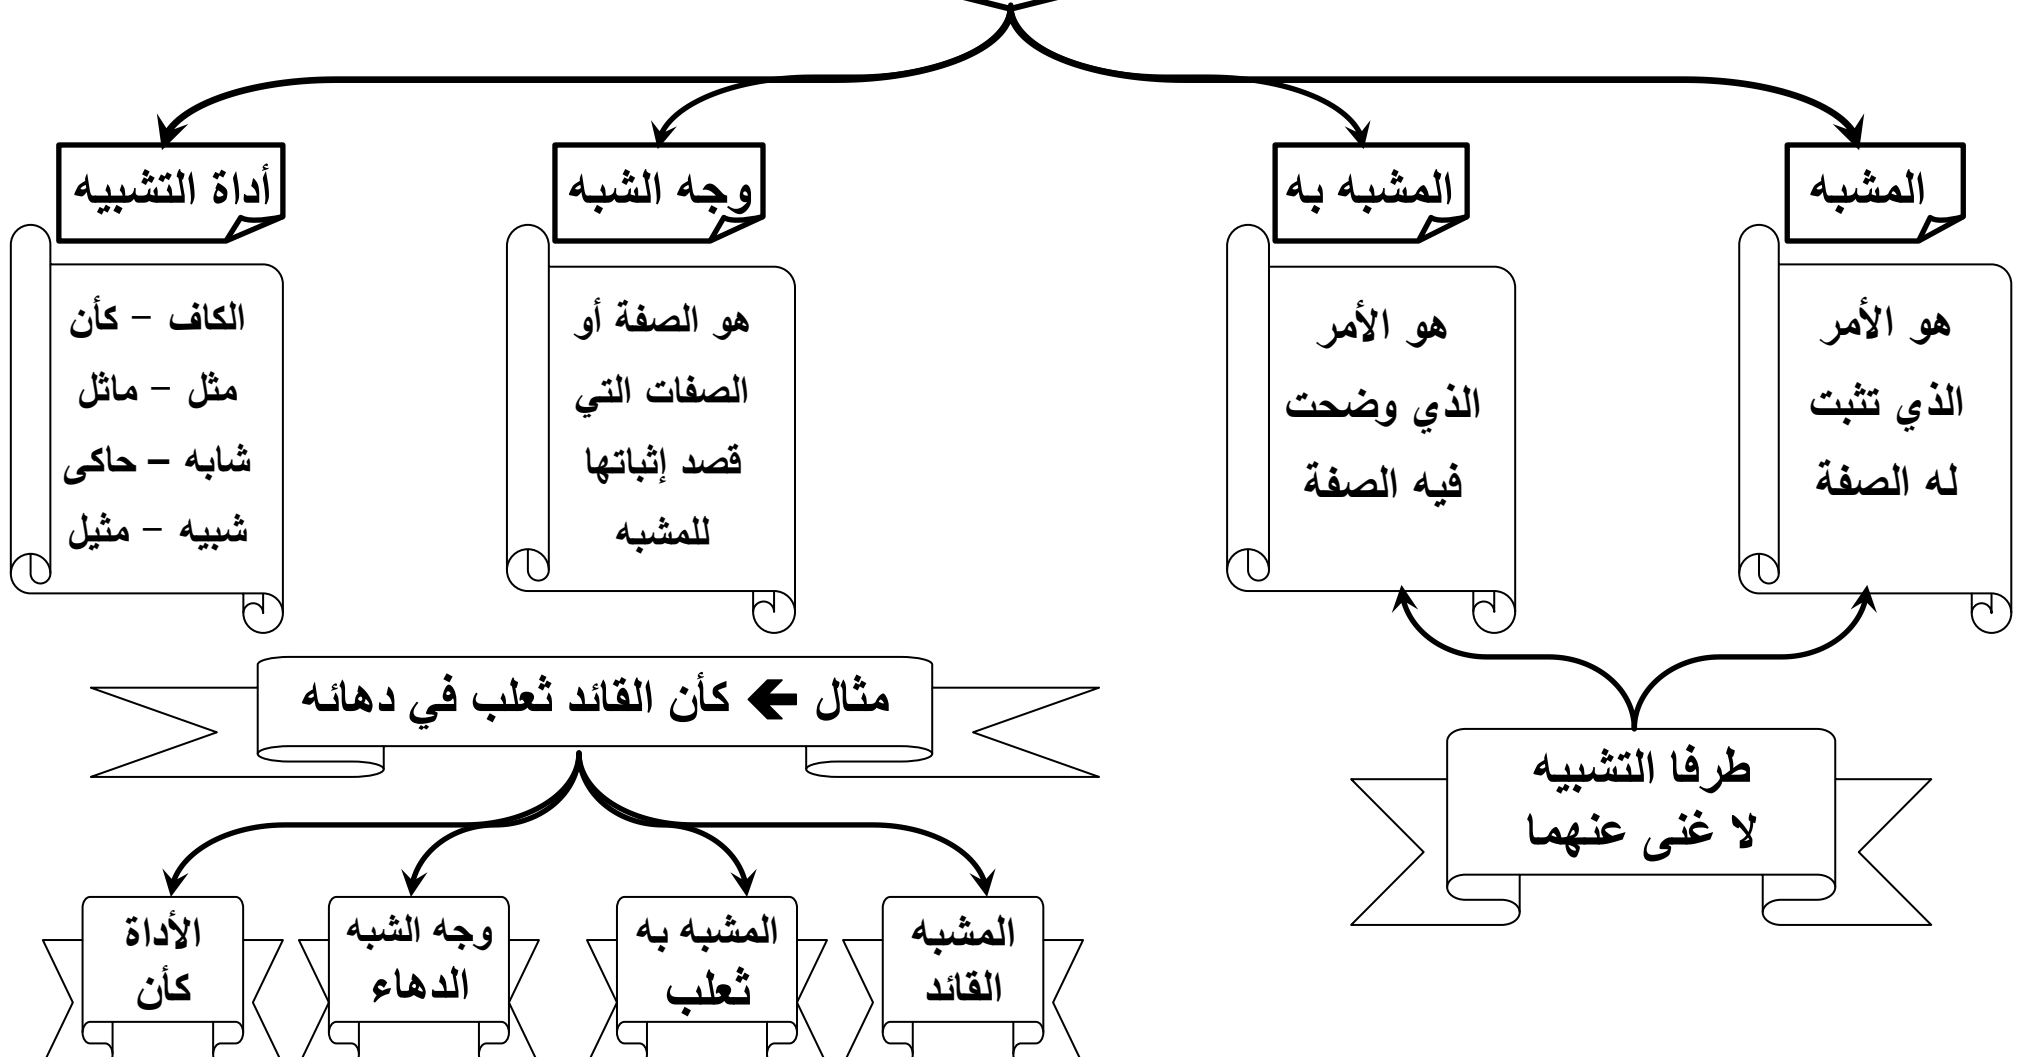 المشبه
المشبه به
وجه الشبه
أداة التشبيه
هو الأمر
الذي تثبت
له الصفة
هو الأمر
الذي وضحت
فيه الصفة
هو الصفة أو
الصفات التي
قصد إثباتها
للمشبه
الكاف – كأن
مثل – ماثل
شابه – حاكى
شبيه – مثيل
طرفا التشبيه
لا غنى عنهما
مثال ← كأن القائد ثعلب في دهائه
المشبه
القائد
المشبه به
ثعلب
وجه الشبه
الدهاء
الأداة
كأن